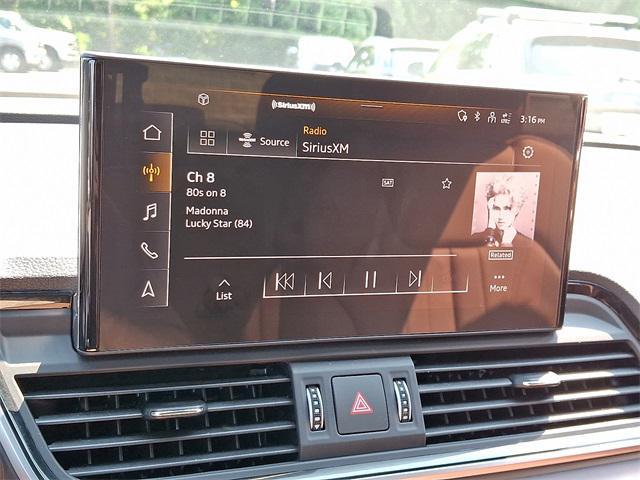 ((SiriusXM))
LTE
3:16 PM
Radio
Source
SiriusXM
Ch 8
80s on 8
SAT
Madonna
Lucky Star (84)
Related
List
More